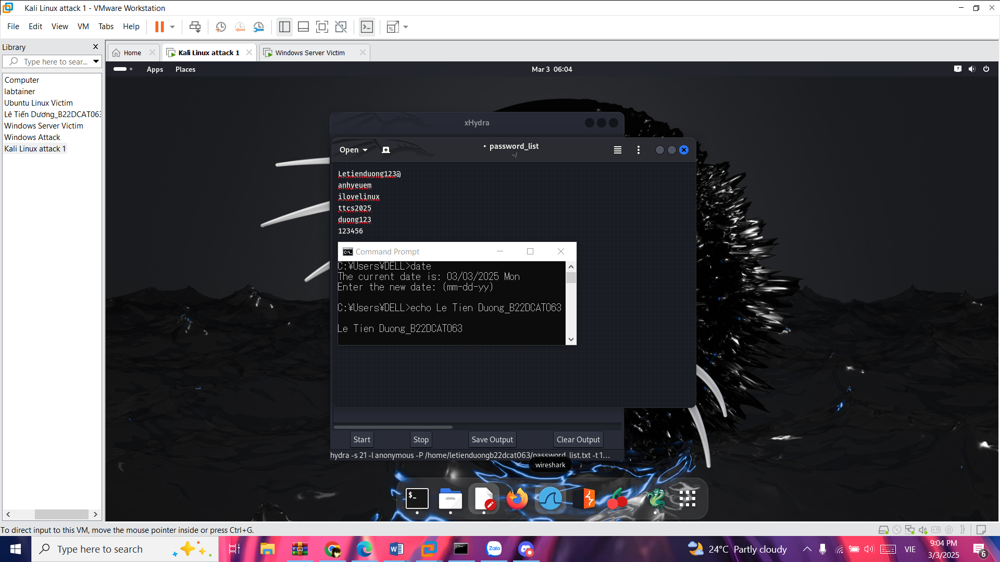 Kali Linux attack 1 - VMware Workstation
File Edit View VM Tabs Help
Library
Type here to sear...
Computer
labtainer
Ubuntu Linux Victim
Lê Tiến Dương_B22DCAT063
Windows Server Victim
Windows Attack
Kali Linux attack 1
Home
Kali Linux attack 1
Windows Server Victim
Apps Places
Mar 3 06:04
xHydra
Open
• password_list
~/
Letienduong123@
anhyeuem
ilovelinux
ttcs2025
duong123
123456
Command Prompt
C:¥Users¥DELL>date
The current date is: 03/03/2025 Mon
Enter the new date: (mm-dd-yy)
C:¥Users¥DELL>echo Le Tien Duong_B22DCAT063
Le Tien Duong_B22DCAT063
Start Stop Save Output Clear Output
hydra -s 21 -l anonymous -P /home/letienduongb22dcat063/password_list.txt -t 1...
wireshark
To direct input to this VM, move the mouse pointer inside or press Ctrl+G.
Type here to search
Zalo
24°C Partly cloudy
VIE
9:04 PM
3/3/2025
6